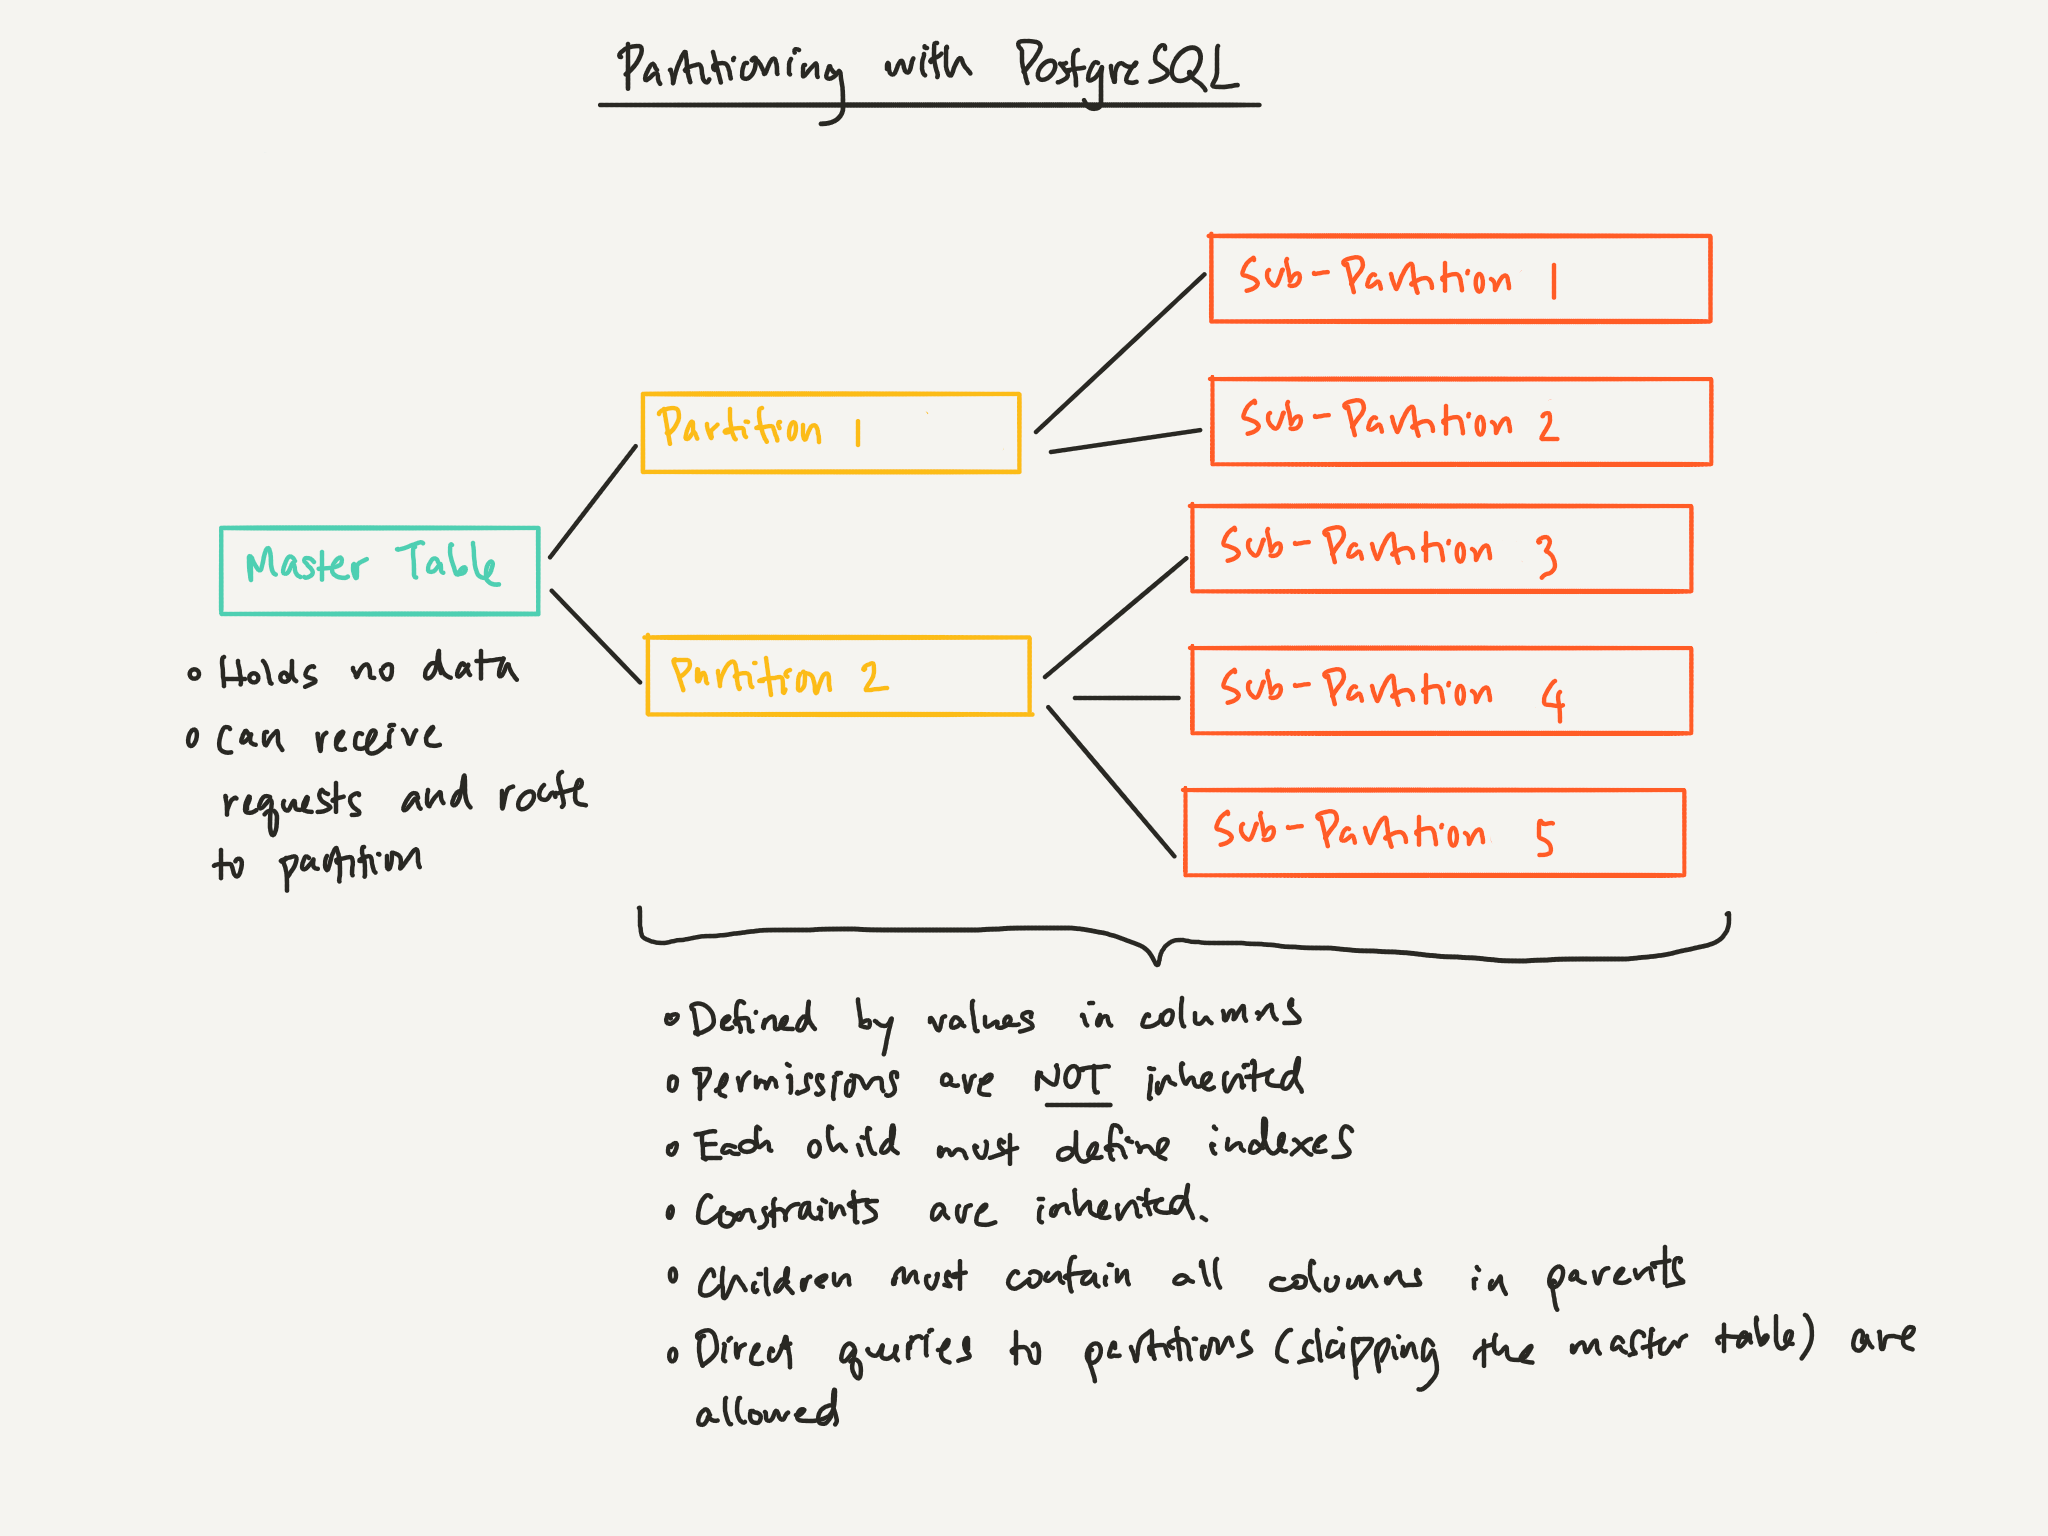 Partitioning with PostgreSQL
Sub-Partition 1
Sub-Partition 2
Partition 1
Sub-Partition 3
Master Table
Partition 2
Sub-Partition 4
Sub-Partition 5
• Holds no data
• Can receive
requests and route
to partition
• Defined by values in columns
• Permissions are NOT inherited
• Each child must define indexes
• Constraints are inherited.
• Children must contain all columns in parents
• Direct queries to partitions (skipping the master table) are
allowed